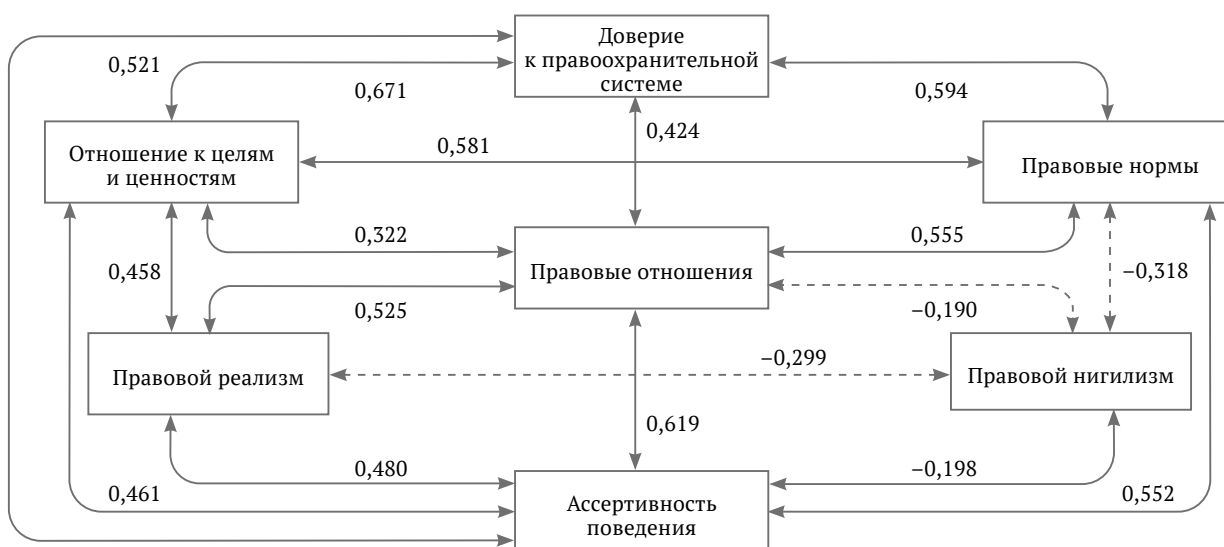 Доверие
к правоохранительной
системе
0,521
0,671
0,594
0,424
Отношение к целям
и ценностям
0,581
Правовые нормы
0,322
0,555
0,458
Правовые отношения
–0,318
0,525
–0,190
Правовой реализм
–0,299
Правовой нигилизм
0,619
0,480
–0,198
0,461
Ассертивность
поведения
0,552